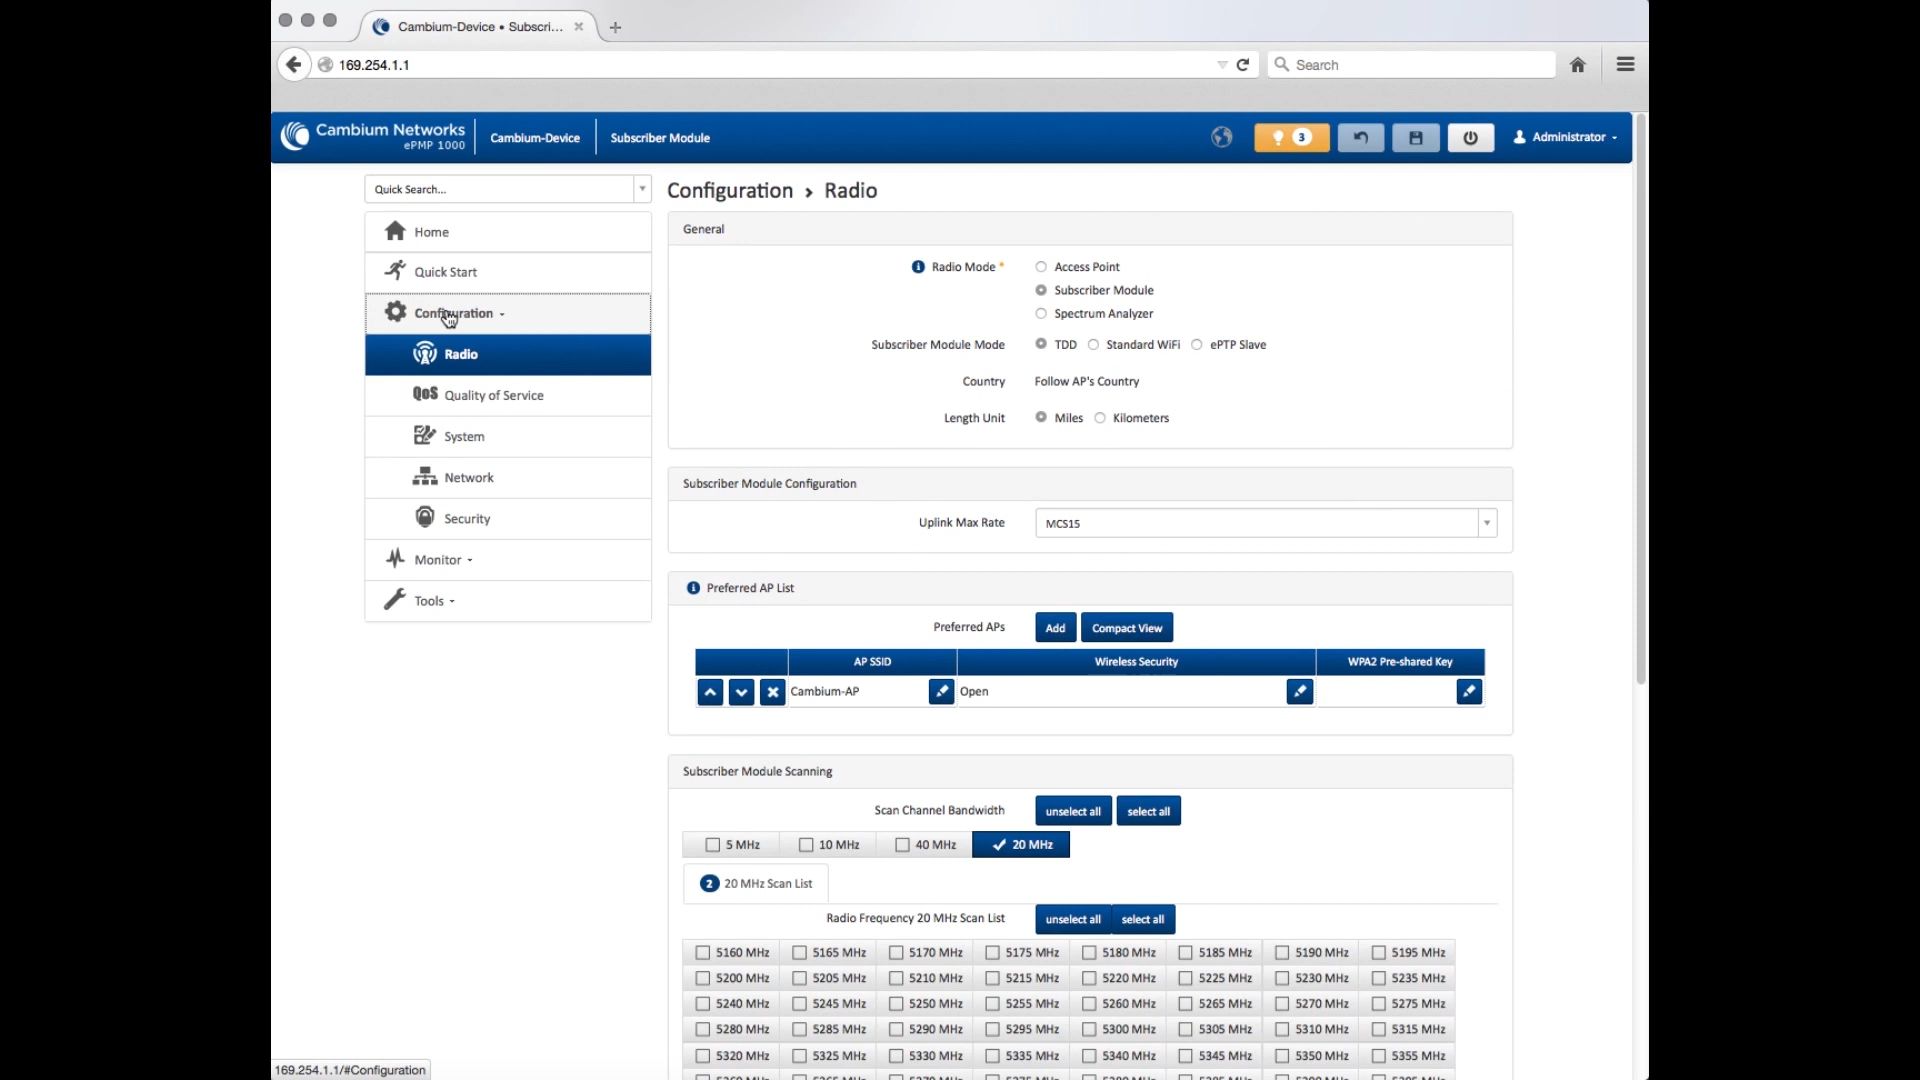 Cambium-Device • Subscri...
169.254.1.1
Search
Cambium Networks
ePMP 1000
Cambium-Device
Subscriber Module
3
Administrator
Quick Search...
Home
Quick Start
Configuration
Radio
QoS Quality of Service
System
Network
Security
Monitor
Tools
Configuration › Radio
General
Radio Mode *
Access Point
Subscriber Module
Spectrum Analyzer
Subscriber Module Mode
TDD Standard WiFi ePTP Slave
Country Follow AP's Country
Length Unit Miles Kilometers
Subscriber Module Configuration
Uplink Max Rate MCS15
Preferred AP List
Preferred APs Add Compact View
AP SSID Wireless Security WPA2 Pre-shared Key
Cambium-AP Open
Subscriber Module Scanning
Scan Channel Bandwidth unselect all select all
5 MHz 10 MHz 40 MHz 20 MHz
2 20 MHz Scan List
Radio Frequency 20 MHz Scan List unselect all select all
5160 MHz 5165 MHz 5170 MHz 5175 MHz 5180 MHz 5185 MHz 5190 MHz 5195 MHz
5200 MHz 5205 MHz 5210 MHz 5215 MHz 5220 MHz 5225 MHz 5230 MHz 5235 MHz
5240 MHz 5245 MHz 5250 MHz 5255 MHz 5260 MHz 5265 MHz 5270 MHz 5275 MHz
5280 MHz 5285 MHz 5290 MHz 5295 MHz 5300 MHz 5305 MHz 5310 MHz 5315 MHz
5320 MHz 5325 MHz 5330 MHz 5335 MHz 5340 MHz 5345 MHz 5350 MHz 5355 MHz
169.254.1.1/#Configuration